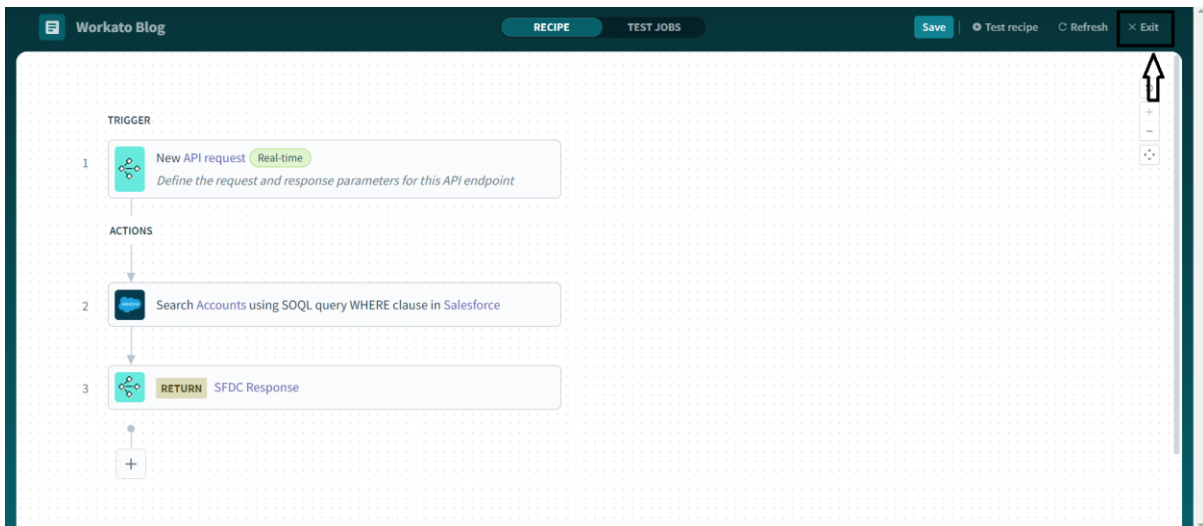 Workato Blog
RECIPE
TEST JOBS
Save
Test recipe
Refresh
Exit
TRIGGER
1
New API request Real-time
Define the request and response parameters for this API endpoint
ACTIONS
2
Search Accounts using SOQL query WHERE clause in Salesforce
3
RETURN SFDC Response